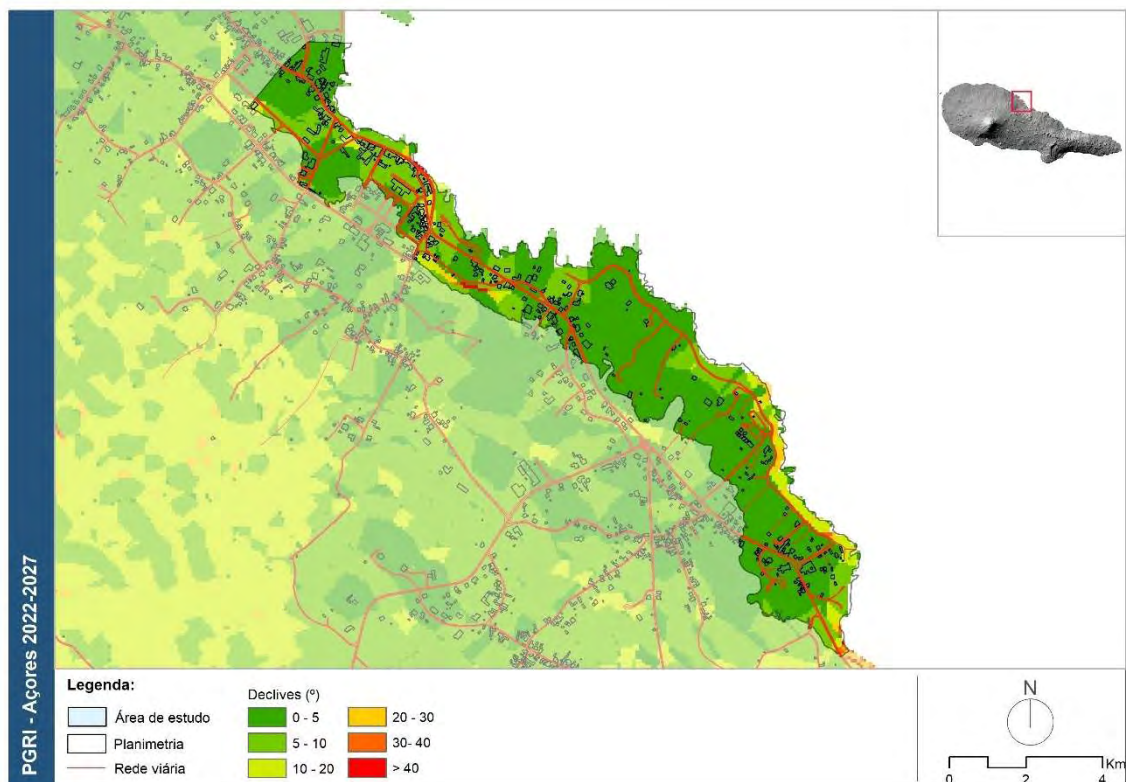 PGRI - Açores 2022-2027
Legenda:
Área de estudo
Planimetria
Rede viária
Declives (º)
0 - 5
5 - 10
10 - 20
20 - 30
30- 40
> 40
N
Km
0 2 4